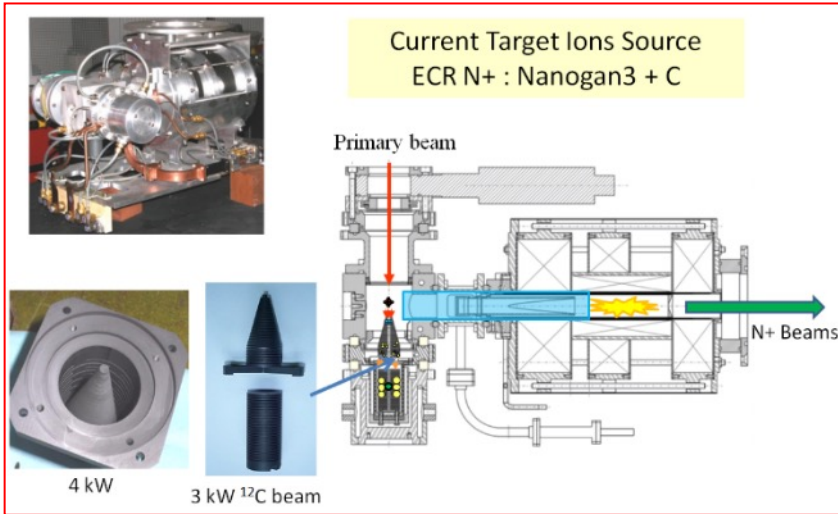 Current Target Ions Source
ECR N+ : Nanogan3 + C
Primary beam
N+ Beams
4 kW
3 kW ¹²C beam